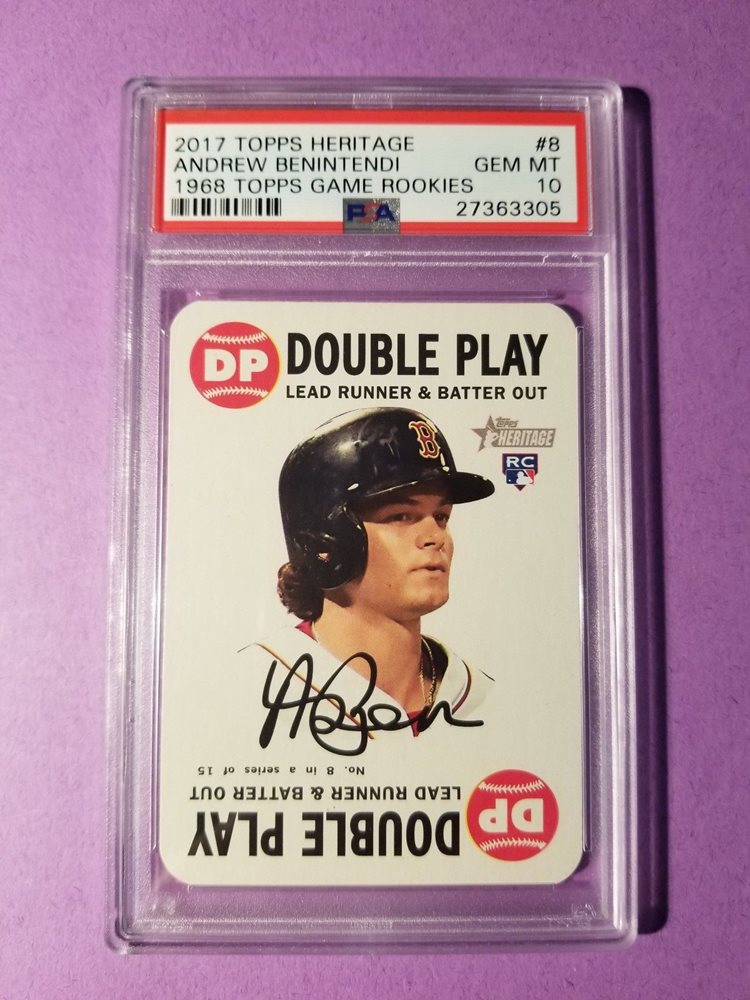 2017 TOPPS HERITAGE #8
ANDREW BENINTENDI GEM MT
1968 TOPPS GAME ROOKIES 10
PSA 27363305
DP DOUBLE PLAY
LEAD RUNNER & BATTER OUT
B
Topps
HERITAGE
RC
ABen
No. 8 in a series of 15
LEAD RUNNER & BATTER OUT
DOUBLE PLAY DP